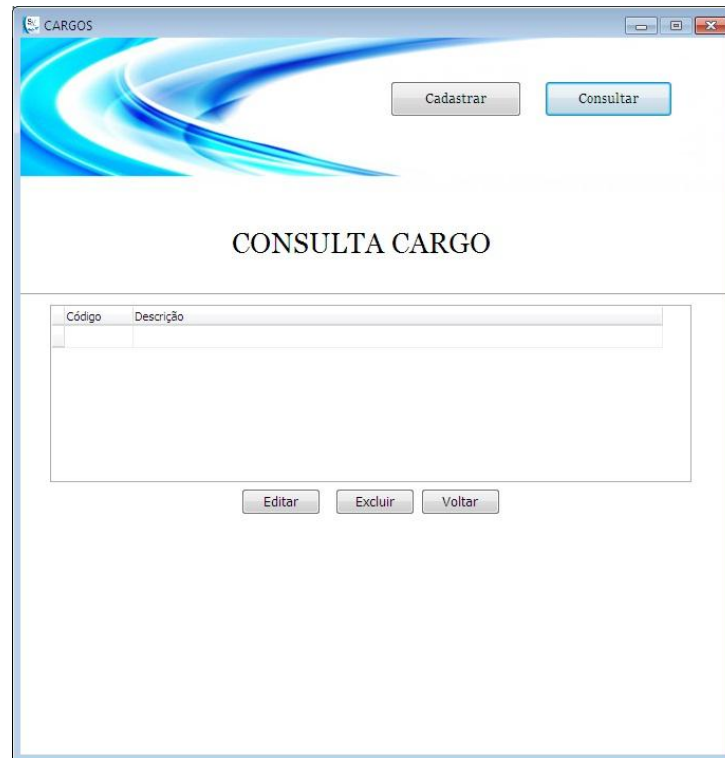 CARGOS
Cadastrar Consultar
CONSULTA CARGO
Código Descrição
Editar Excluir Voltar